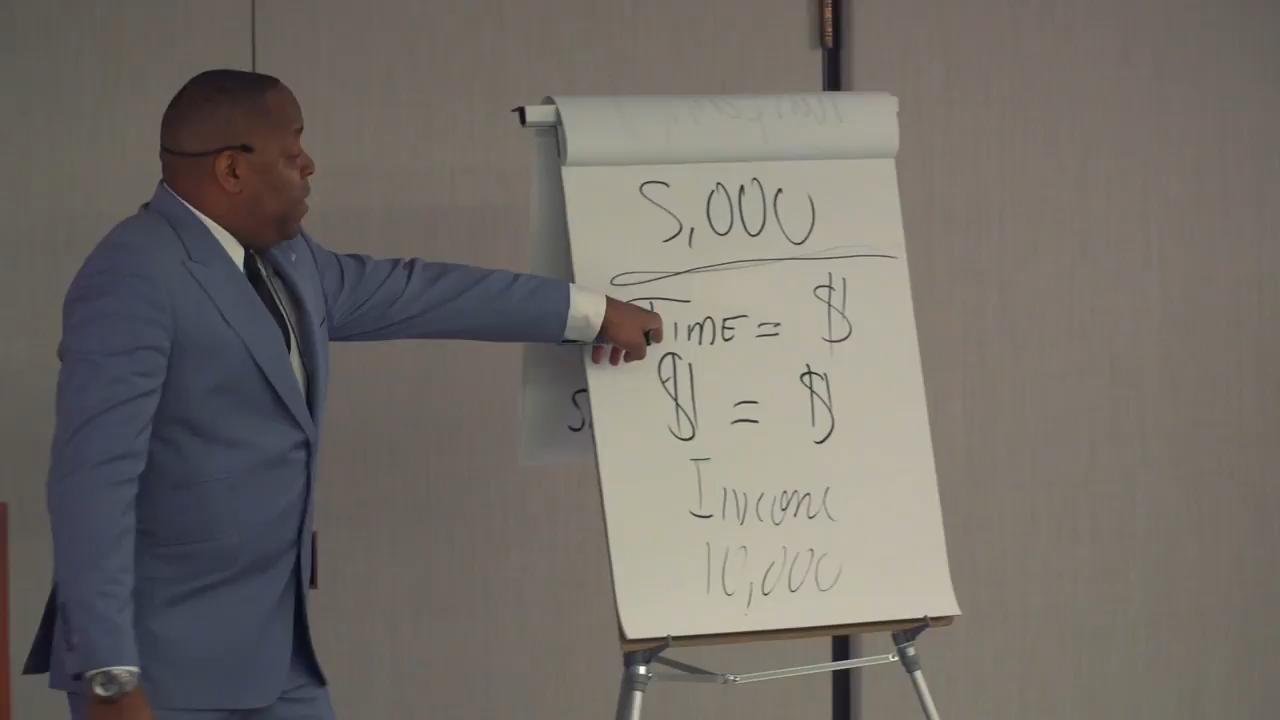 5,000
TIME = $
$ = $
Income
10,000